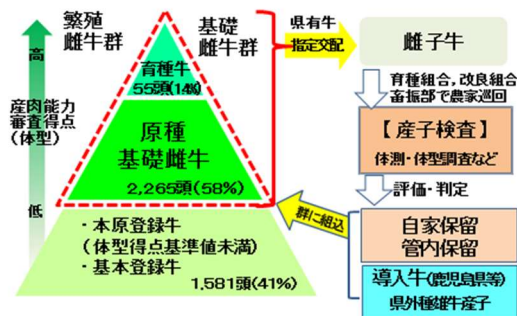 繁殖
雌牛群
基礎
雌牛群
高
産肉能力
審査得点
(体型)
低
育種牛
55頭(14%)
原種
基礎雌牛
2,265頭(58%)
・本原登録牛
(体型得点基準値未満)
・基本登録牛
1,581頭(41%)
県有牛
指定交配
雌子牛
育種組合,改良組合
畜振部で農家巡回
【産子検査】
体測・体型調査など
評価・判定
群に組込
自家保留
管内保留
導入牛(鹿児島県等)
県外種雄牛産子